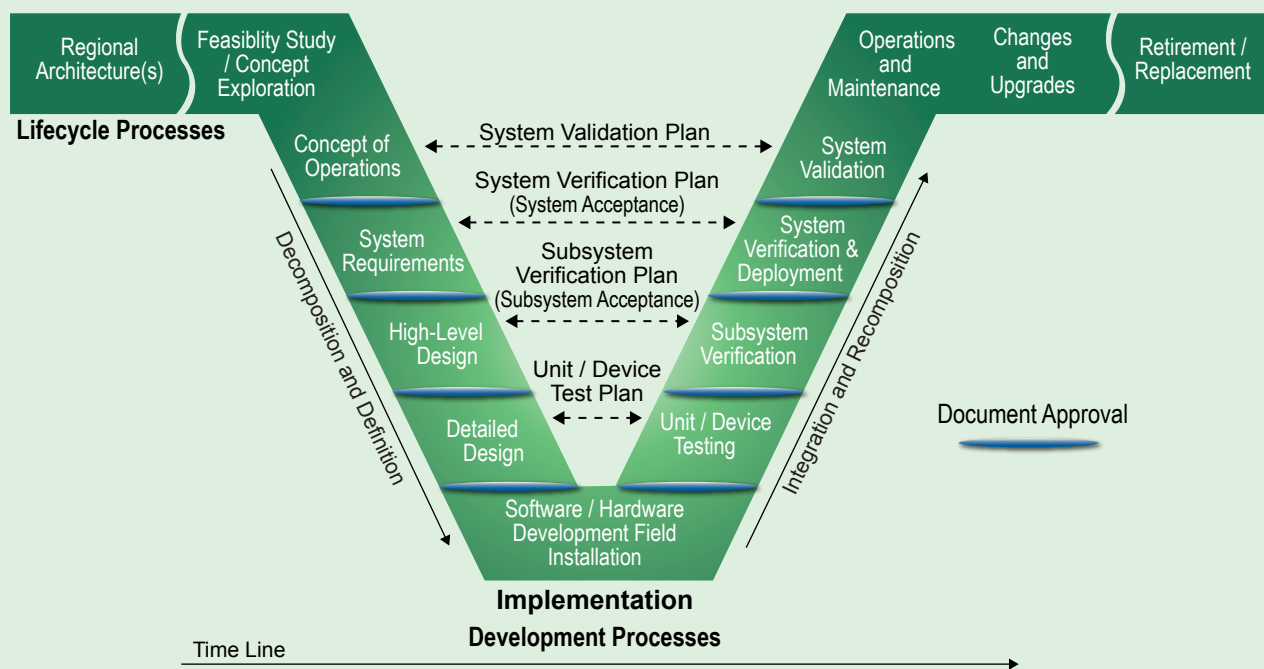 Regional
Architecture(s)
Feasiblity Study
/ Concept
Exploration
Operations
and
Maintenance
Changes
and
Upgrades
Retirement /
Replacement
Lifecycle Processes
Concept of
Operations
System Validation Plan
System
Validation
System Verification Plan
(System Acceptance)
System
Requirements
System
Verification &
Deployment
Subsystem
Verification Plan
(Subsystem Acceptance)
High-Level
Design
Subsystem
Verification
Unit / Device
Test Plan
Detailed
Design
Unit / Device
Testing
Decomposition and Definition
Integration and Recomposition
Document Approval
Software / Hardware
Development Field
Installation
Implementation
Development Processes
Time Line